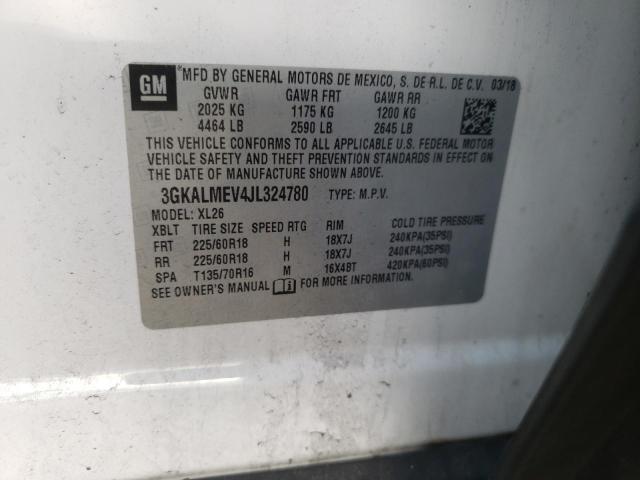 GM
*MFD BY GENERAL MOTORS DE MEXICO, S. DE R.L. DE C.V. 03/18
GVWR GAWR FRT GAWR RR
2025 KG 1175 KG 1200 KG
4464 LB 2590 LB 2645 LB
THIS VEHICLE CONFORMS TO ALL APPLICABLE U.S. FEDERAL MOTOR
VEHICLE SAFETY AND THEFT PREVENTION STANDARDS IN EFFECT ON
THE DATE OF MANUFACTURE SHOWN ABOVE.
3GKALMEV4JL324780 TYPE: M.P.V.
MODEL: XL26
XBLT TIRE SIZE SPEED RTG RIM COLD TIRE PRESSURE
FRT 225/60R18 H 18X7J 240KPA(35PSI)
RR 225/60R18 H 18X7J 240KPA(35PSI)
SPA T135/70R16 M 16X4BT 420KPA(60PSI)
SEE OWNER'S MANUAL FOR MORE INFORMATION.